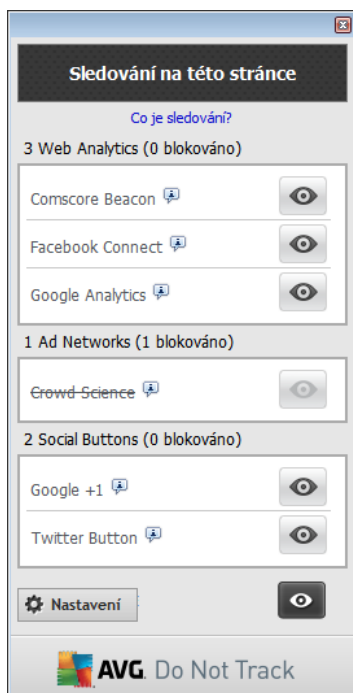 Sledování na této stránce
Co je sledování?
3 Web Analytics (0 blokováno)
Comscore Beacon
Facebook Connect
Google Analytics
1 Ad Networks (1 blokováno)
Crowd Science
2 Social Buttons (0 blokováno)
Google +1
Twitter Button
Nastavení
AVG. Do Not Track